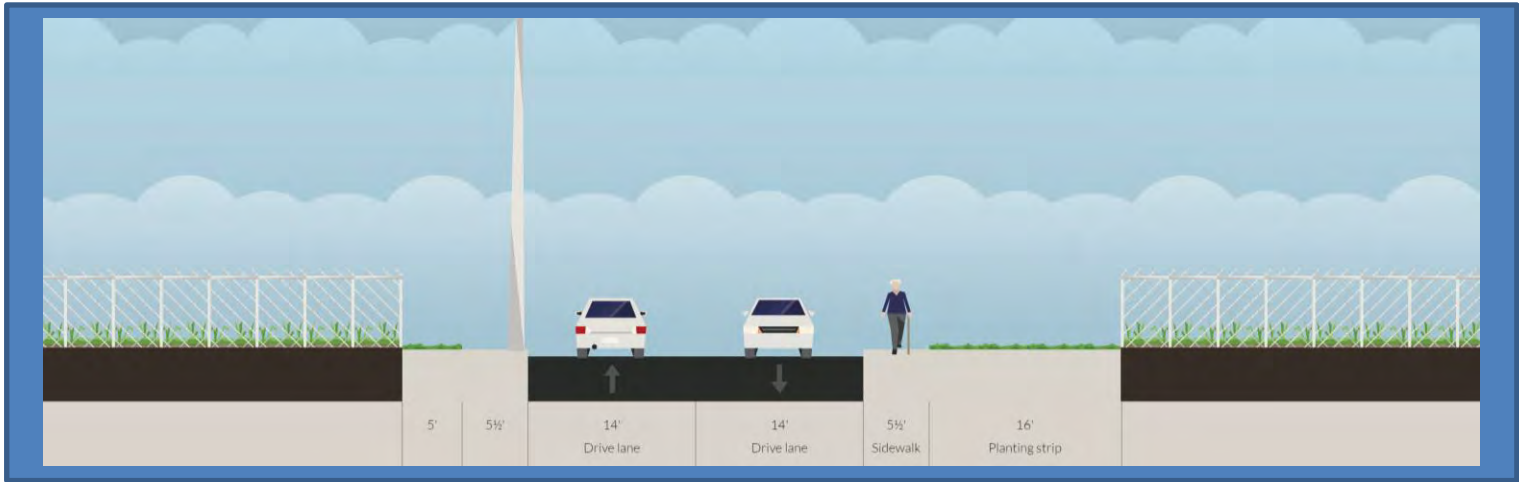 5'
5½'
14'
Drive lane
14'
Drive lane
5½'
Sidewalk
16'
Planting strip